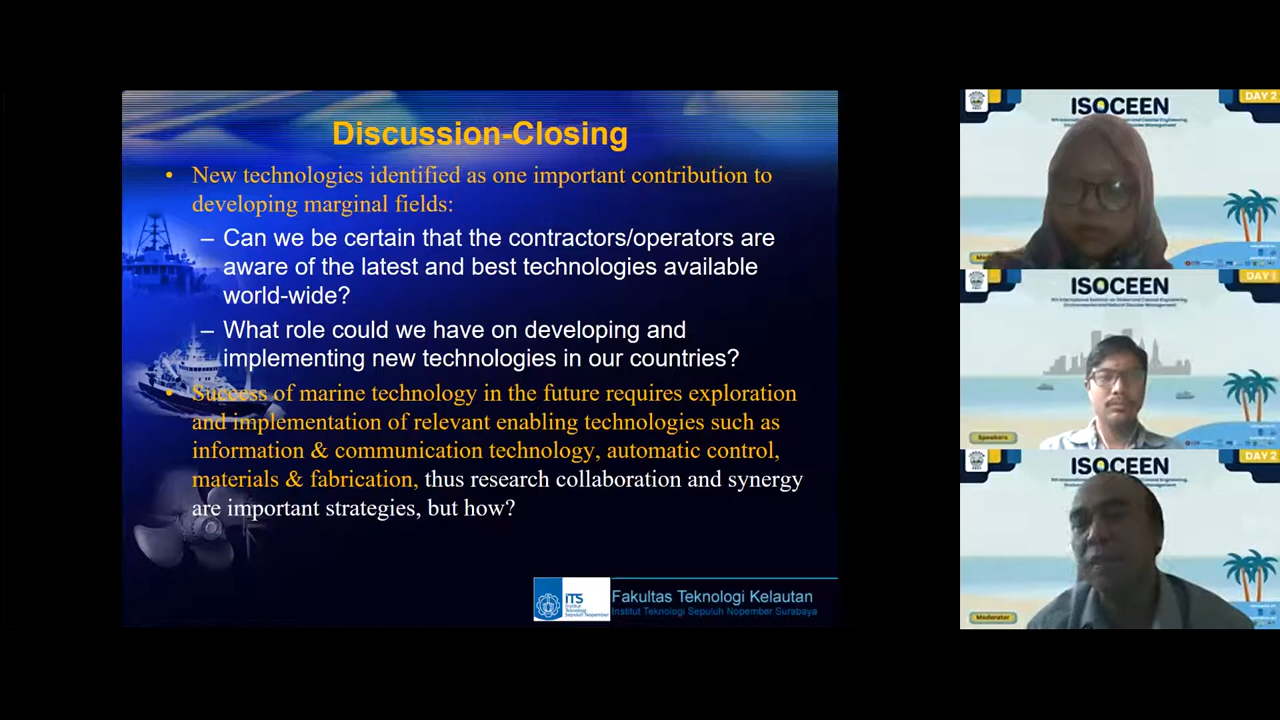 Discussion-Closing
• New technologies identified as one important contribution to
developing marginal fields:
– Can we be certain that the contractors/operators are
aware of the latest and best technologies available
world-wide?
– What role could we have on developing and
implementing new technologies in our countries?
• Success of marine technology in the future requires exploration
and implementation of relevant enabling technologies such as
information & communication technology, automatic control,
materials & fabrication, thus research collaboration and synergy
are important strategies, but how?
ITS
Institut
Teknologi
Sepuluh Nopember
Fakultas Teknologi Kelautan
Institut Teknologi Sepuluh Nopember Surabaya
DAY 2
ISOCEEN
ISOCEEN
Speakers
DAY 2
ISOCEEN
Moderator